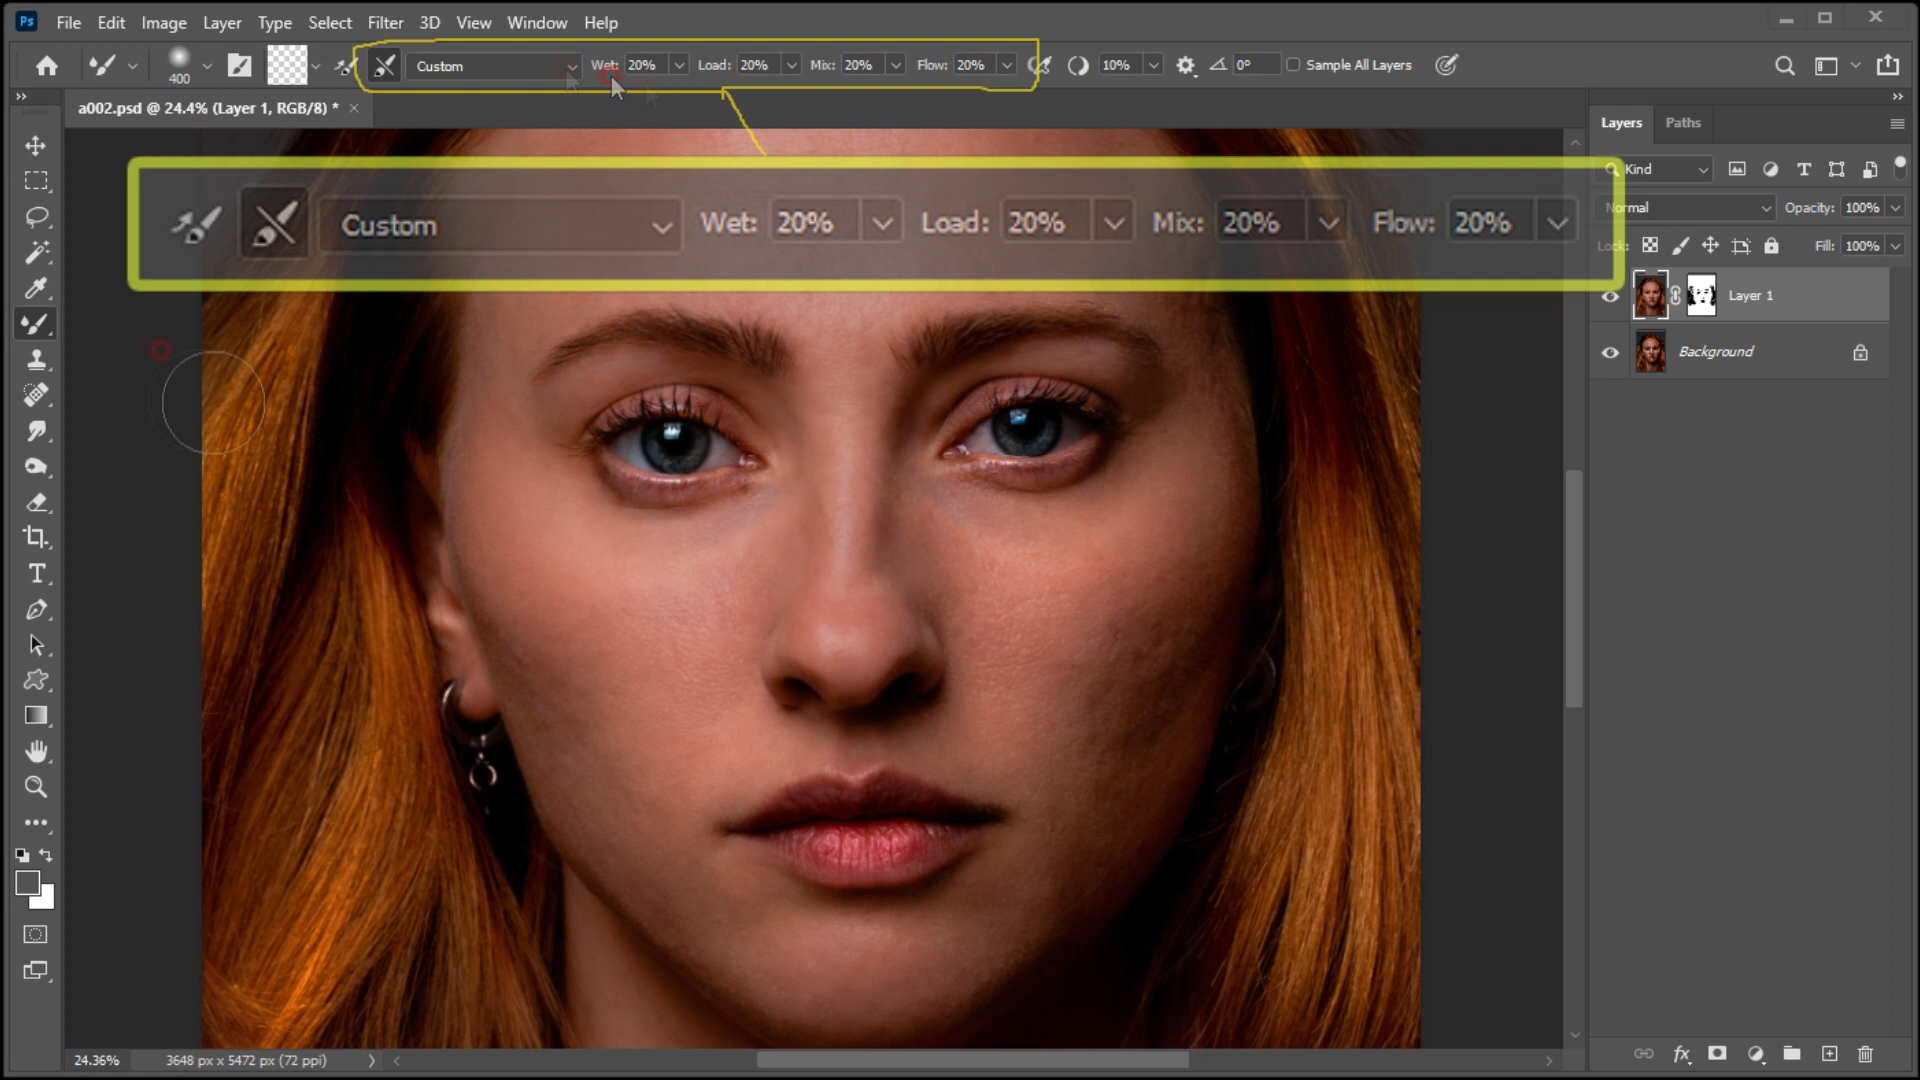 Ps File Edit Image Layer Type Select Filter 3D View Window Help
400 Custom Wet: 20% Load: 20% Mix: 20% Flow: 20% 10% 0° Sample All Layers
a002.psd @ 24.4% (Layer 1, RGB/8) *
Layers Paths
Kind
Custom Wet: 20% Load: 20% Mix: 20% Flow: 20%
Normal Opacity: 100%
Lock: Fill: 100%
Layer 1
Background
24.36% 3648 px x 5472 px (72 ppi)